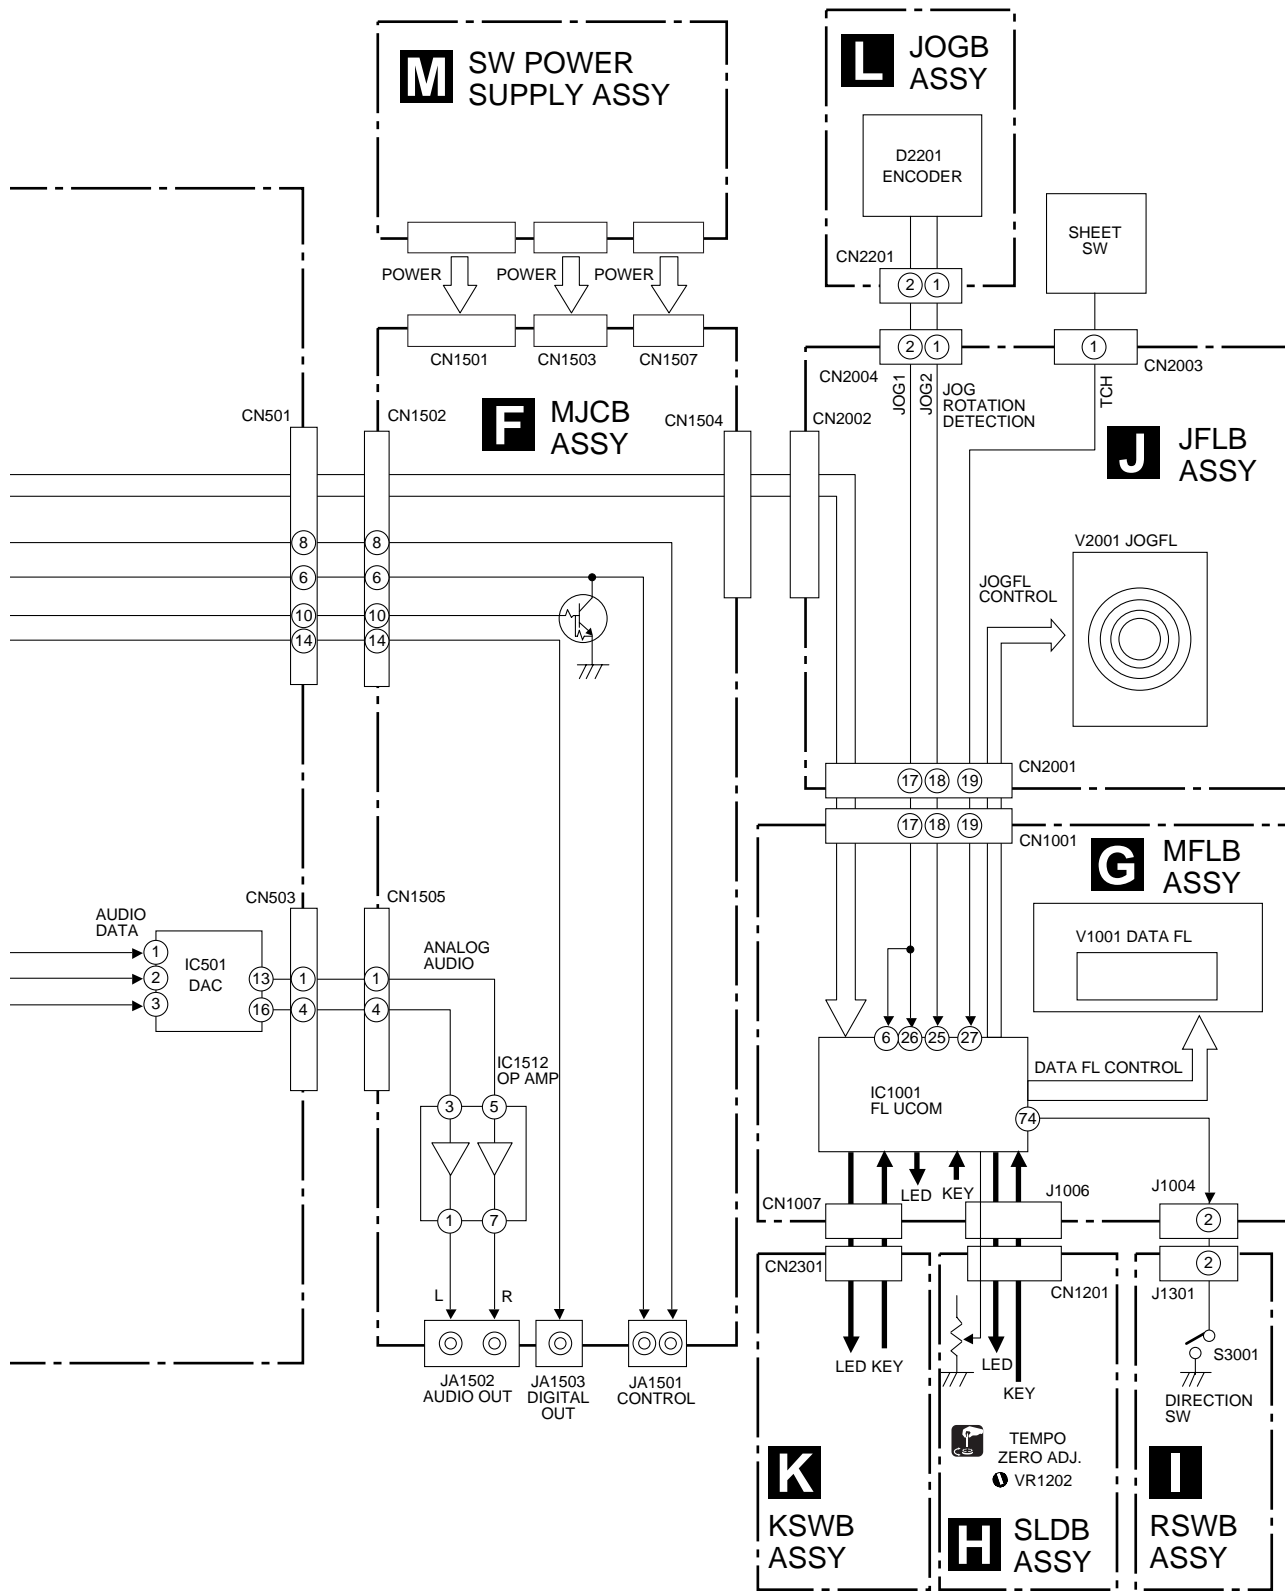 M SW POWER
SUPPLY ASSY
L JOGB
ASSY
D2201
ENCODER
SHEET
SW
CN2201
2 1
POWER POWER POWER
CN1501 CN1503 CN1507
2 1
1
CN2004
CN2003
JOG1
JOG2
JOG
ROTATION
DETECTION
TCH
CN501
CN1502
F MJCB
ASSY
CN1504
CN2002
J JFLB
ASSY
8 8
6 6
10 10
14 14
V2001 JOGFL
JOGFL
CONTROL
17 18 19
CN2001
17 18 19
CN1001
G MFLB
ASSY
CN503
CN1505
AUDIO
DATA
ANALOG
AUDIO
V1001 DATA FL
1
2
3
IC501
DAC
13 1 1
16 4 4
6 26 25 27
IC1512
OP AMP
DATA FL CONTROL
3 5
IC1001
FL UCOM
74
LED KEY
CN1007
J1006
J1004
1 7
2
CN2301
CN1201
2
J1301
L R
S3001
LED KEY
LED
KEY
DIRECTION
SW
JA1502
AUDIO OUT
JA1503
DIGITAL
OUT
JA1501
CONTROL
TEMPO
ZERO ADJ.
VR1202
K
KSWB
ASSY
H SLDB
ASSY
I
RSWB
ASSY